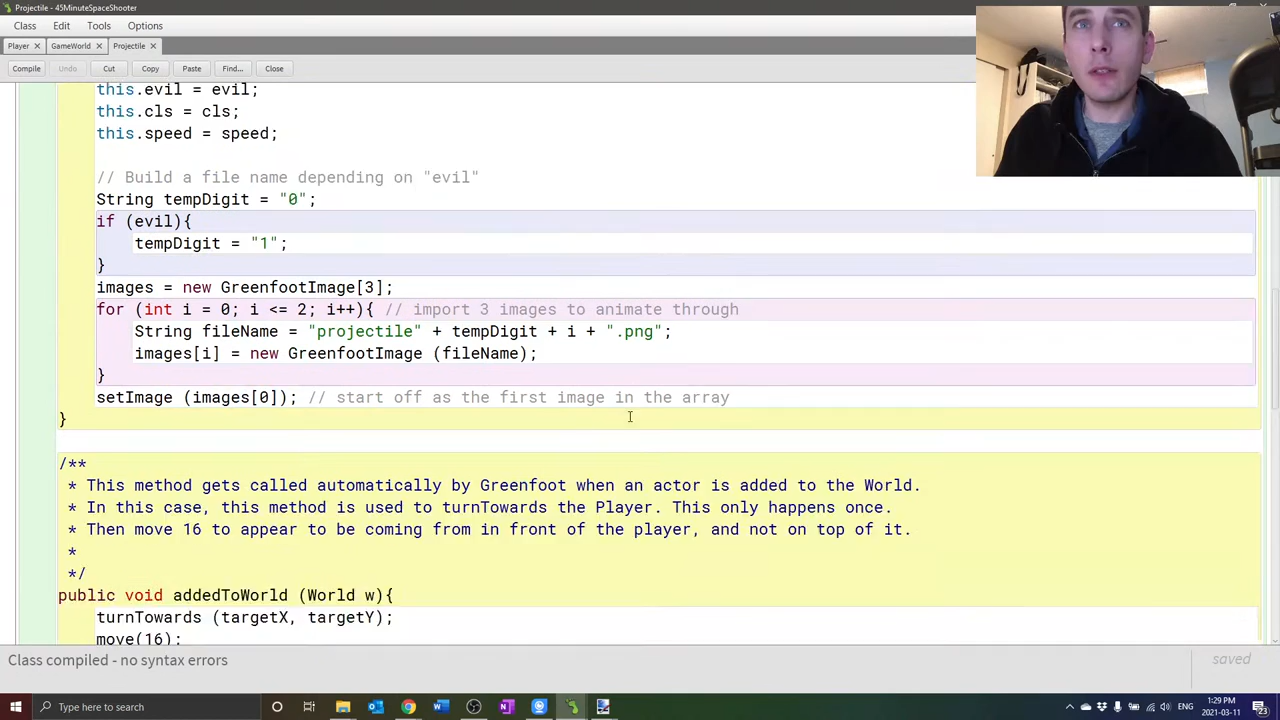 Projectile - 45MinuteSpaceShooter
Class Edit Tools Options
Player GameWorld Projectile
Compile Undo Cut Copy Paste Find... Close
this.evil = evil;
this.cls = cls;
this.speed = speed;
// Build a file name depending on "evil"
String tempDigit = "0";
if (evil){
tempDigit = "1";
}
images = new GreenfootImage[3];
for (int i = 0; i <= 2; i++){ // import 3 images to animate through
String fileName = "projectile" + tempDigit + i + ".png";
images[i] = new GreenfootImage (fileName);
}
setImage (images[0]); // start off as the first image in the array
}
/**
* This method gets called automatically by Greenfoot when an actor is added to the World.
* In this case, this method is used to turnTowards the Player. This only happens once.
* Then move 16 to appear to be coming from in front of the player, and not on top of it.
*
*/
public void addedToWorld (World w){
turnTowards (targetX, targetY);
move(16);
Class compiled - no syntax errors
saved
Type here to search
ENG
1:29 PM
2021-03-11
23